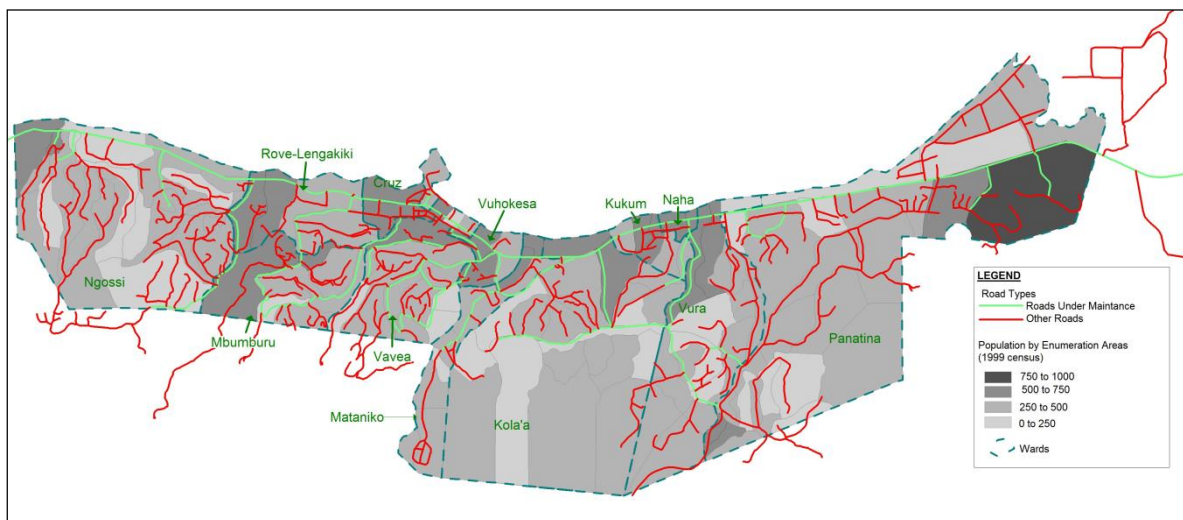 Rove-Lengakiki
Cruz
Vuhokesa
Kukum
Naha
Ngossi
Mbumburu
Vavea
Vura
Panatina
Mataniko
Kola'a
LEGEND
Road Types
Roads Under Maintance
Other Roads
Population by Enumeration Areas
(1999 census)
750 to 1000
500 to 750
250 to 500
0 to 250
Wards